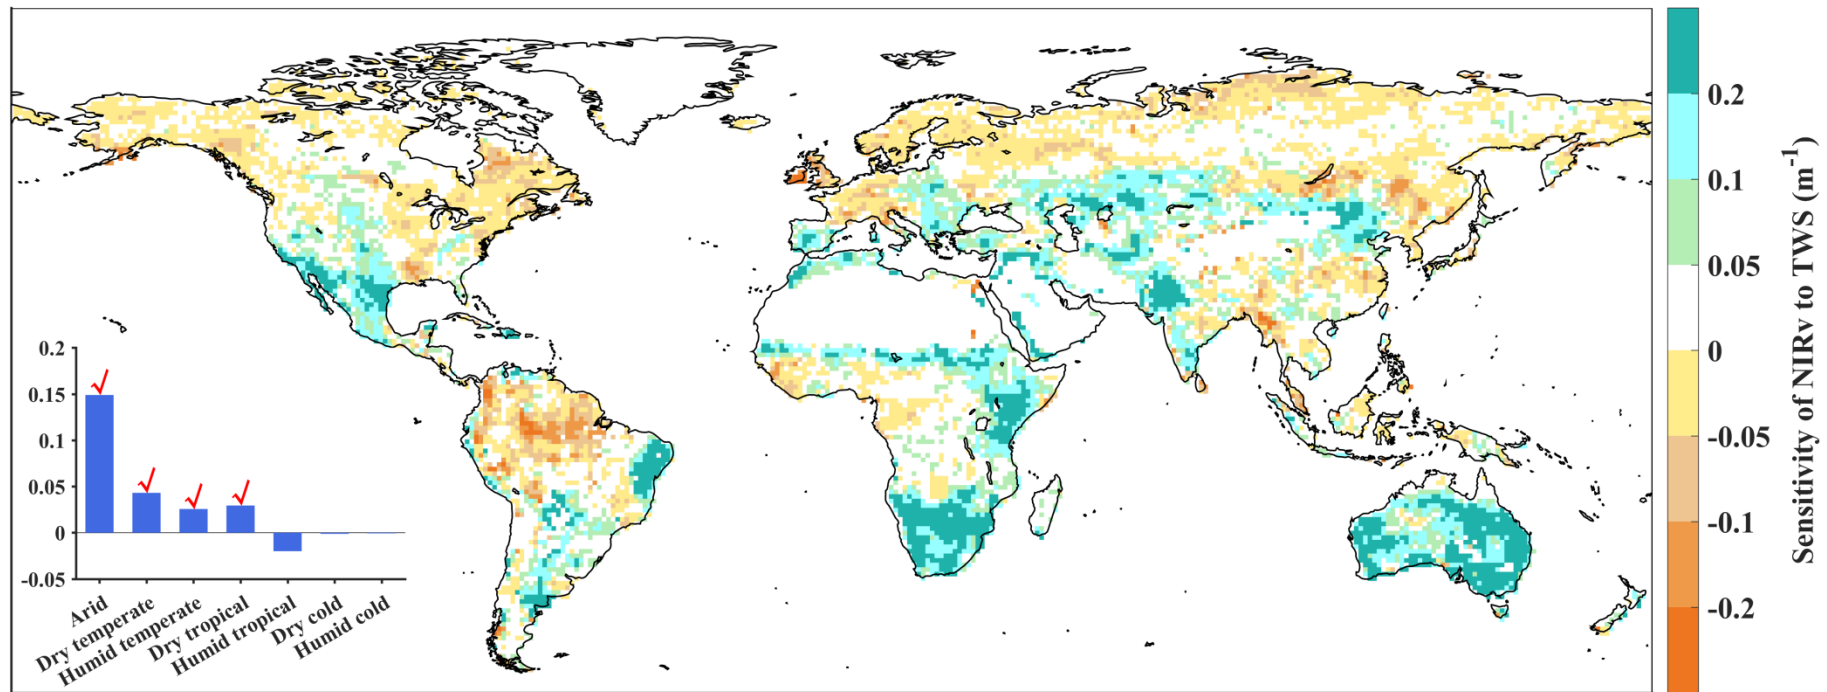 0.2
0.15
0.1
0.05
0
-0.05
Arid
Dry temperate
Humid temperate
Dry tropical
Humid tropical
Dry cold
Humid cold
0.2
0.1
0.05
0
-0.05
-0.1
-0.2
Sensitivity of NIRv to TWS (m⁻¹)